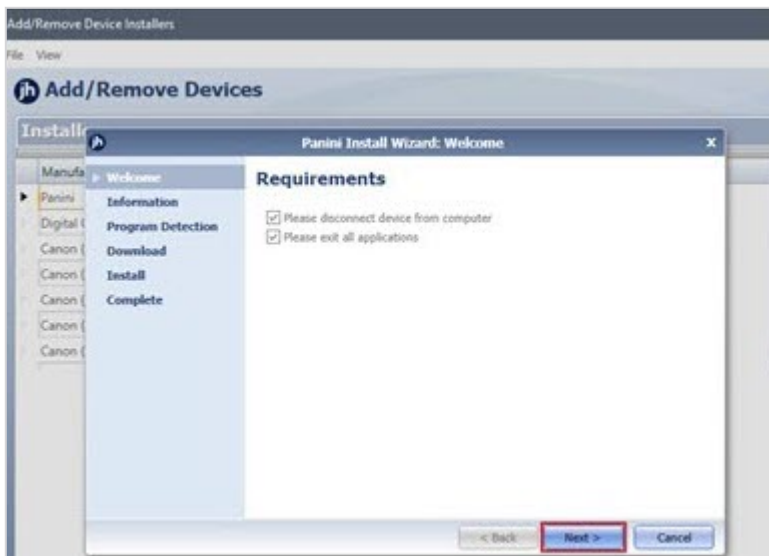 Add/Remove Device Installers
File View
jh Add/Remove Devices
Panini Install Wizard: Welcome x
Manufa
Panini
Digital
Canon (
Canon (
Canon (
Canon (
Canon (
Welcome
Information
Program Detection
Download
Install
Complete
Requirements
Please disconnect device from computer
Please exit all applications
< Back Next > Cancel